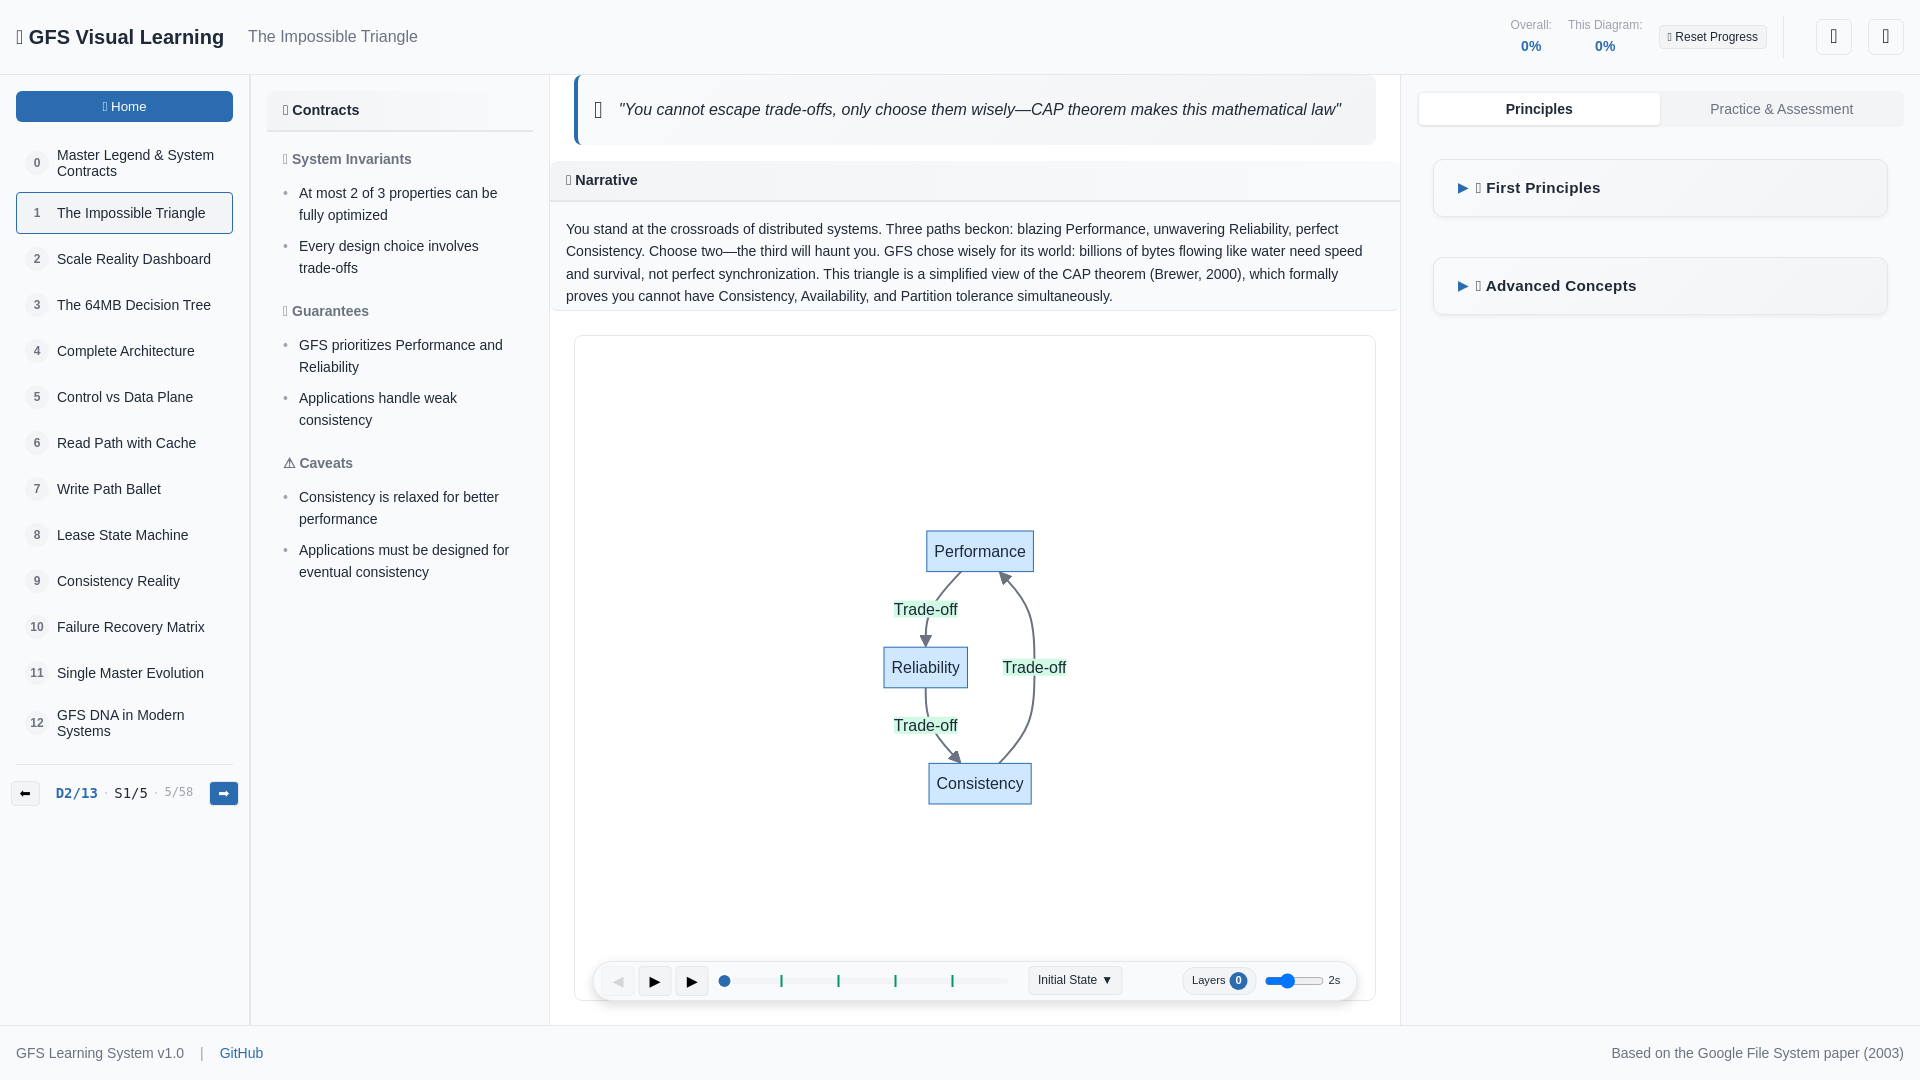 GFS Visual Learning
The Impossible Triangle
Overall:
0%
This Diagram:
0%
Reset Progress
Home
0 Master Legend & System
Contracts
1 The Impossible Triangle
2 Scale Reality Dashboard
3 The 64MB Decision Tree
4 Complete Architecture
5 Control vs Data Plane
6 Read Path with Cache
7 Write Path Ballet
8 Lease State Machine
9 Consistency Reality
10 Failure Recovery Matrix
11 Single Master Evolution
12 GFS DNA in Modern
Systems
⬅ D2/13 · S1/5 · 5/58 ➡
Contracts
System Invariants
• At most 2 of 3 properties can be
fully optimized
• Every design choice involves
trade-offs
Guarantees
• GFS prioritizes Performance and
Reliability
• Applications handle weak
consistency
⚠ Caveats
• Consistency is relaxed for better
performance
• Applications must be designed for
eventual consistency
"You cannot escape trade-offs, only choose them wisely—CAP theorem makes this mathematical law"
Narrative
You stand at the crossroads of distributed systems. Three paths beckon: blazing Performance, unwavering Reliability, perfect
Consistency. Choose two—the third will haunt you. GFS chose wisely for its world: billions of bytes flowing like water need speed
and survival, not perfect synchronization. This triangle is a simplified view of the CAP theorem (Brewer, 2000), which formally
proves you cannot have Consistency, Availability, and Partition tolerance simultaneously.
Performance
Trade-off
Reliability
Trade-off
Trade-off
Consistency
◀ ▶ ▶ Initial State ▼ Layers 0 2s
Principles
Practice & Assessment
▶ First Principles
▶ Advanced Concepts
GFS Learning System v1.0 | GitHub
Based on the Google File System paper (2003)